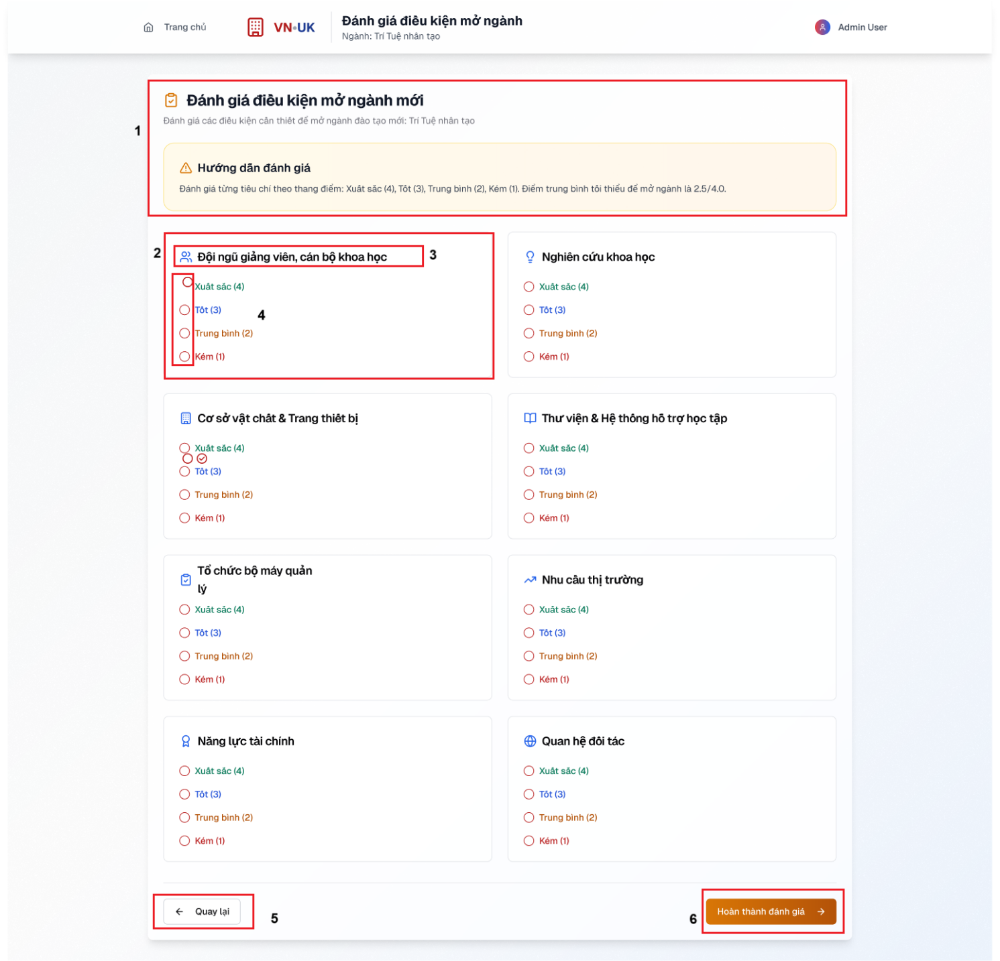 Trang chủ
VN-UK
Đánh giá điều kiện mở ngành
Ngành: Trí Tuệ nhân tạo
Admin User
1
Đánh giá điều kiện mở ngành mới
Đánh giá các điều kiện cần thiết để mở ngành đào tạo mới: Trí Tuệ nhân tạo
Hướng dẫn đánh giá
Đánh giá từng tiêu chí theo thang điểm: Xuất sắc (4), Tốt (3), Trung bình (2), Kém (1). Điểm trung bình tối thiểu để mở ngành là 2.5/4.0.
2
Đội ngũ giảng viên, cán bộ khoa học
3
Xuất sắc (4)
Tốt (3)
4
Trung bình (2)
Kém (1)
Nghiên cứu khoa học
Xuất sắc (4)
Tốt (3)
Trung bình (2)
Kém (1)
Cơ sở vật chất & Trang thiết bị
Xuất sắc (4)
Tốt (3)
Trung bình (2)
Kém (1)
Thư viện & Hệ thống hỗ trợ học tập
Xuất sắc (4)
Tốt (3)
Trung bình (2)
Kém (1)
Tổ chức bộ máy quản
lý
Xuất sắc (4)
Tốt (3)
Trung bình (2)
Kém (1)
Nhu cầu thị trường
Xuất sắc (4)
Tốt (3)
Trung bình (2)
Kém (1)
Năng lực tài chính
Xuất sắc (4)
Tốt (3)
Trung bình (2)
Kém (1)
Quan hệ đối tác
Xuất sắc (4)
Tốt (3)
Trung bình (2)
Kém (1)
Quay lại
5
6
Hoàn thành đánh giá